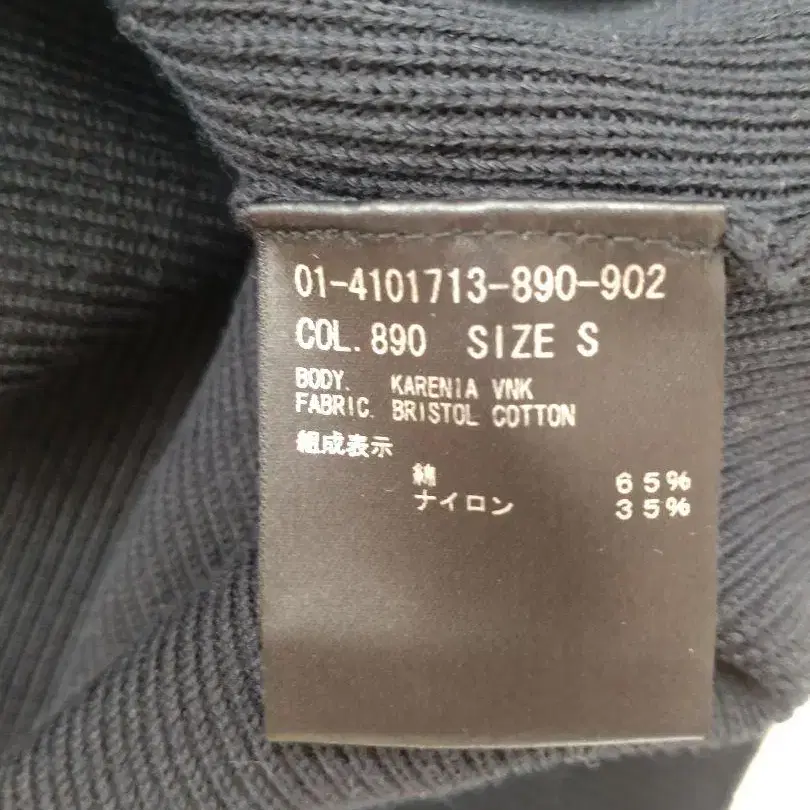 01-4101713-890-902
COL. 890 SIZE S
BODY. KARENIA VNK
FABRIC. BRISTOL COTTON
組成表示
綿 65%
ナイロン 35%